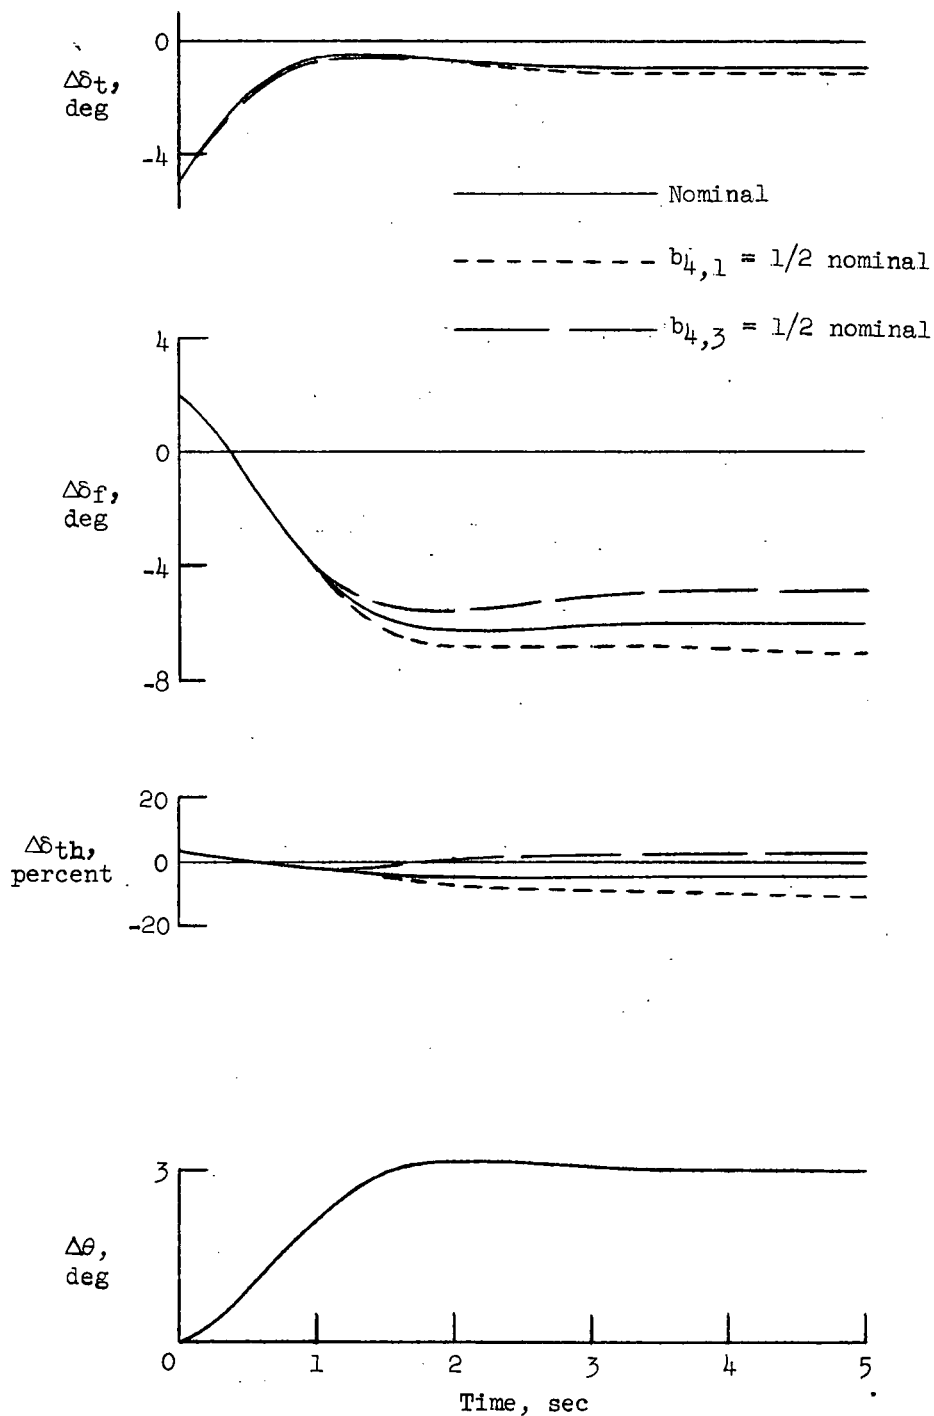 0
Δδt,
deg
-4
Nominal
b4,1 = 1/2 nominal
b4,3 = 1/2 nominal
4
0
Δδf,
deg
-4
-8
20
Δδth,
percent
0
-20
3
Δθ,
deg
0 1 2 3 4 5
Time, sec